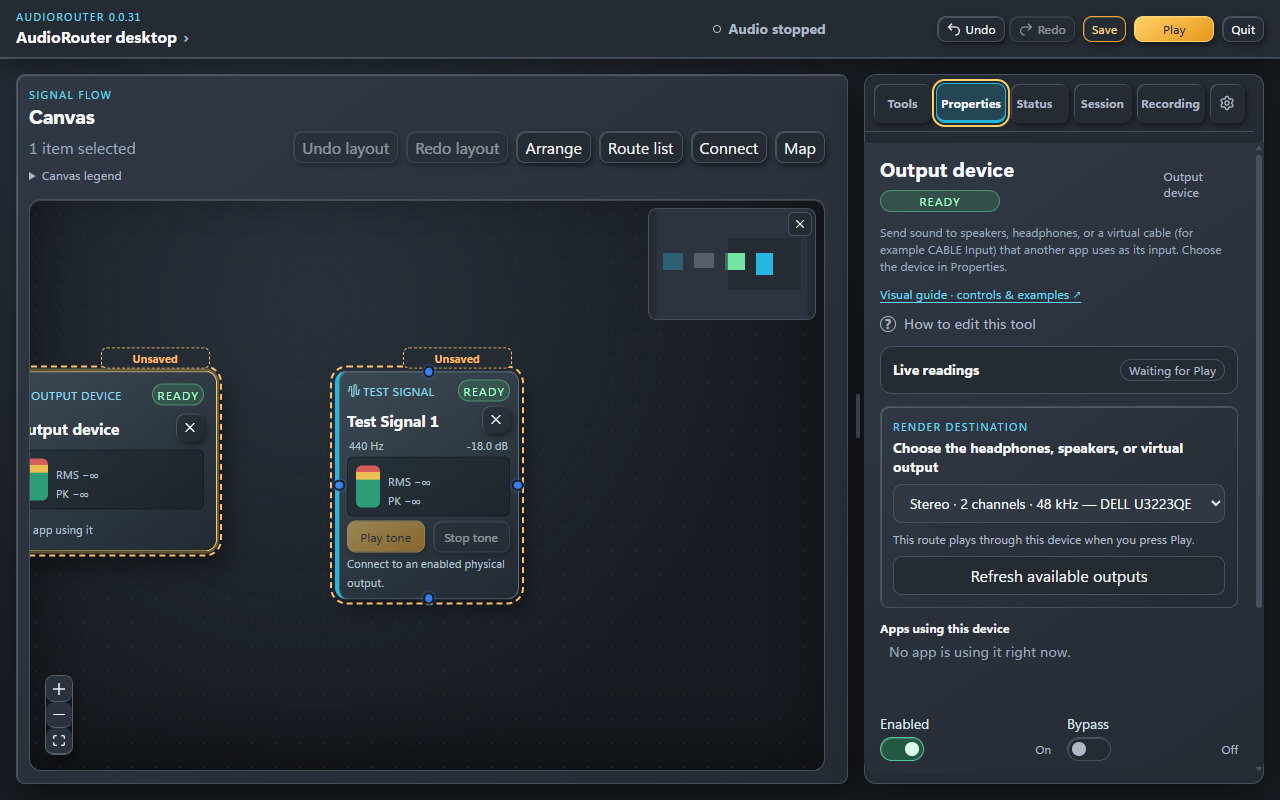 AUDIOROUTER 0.0.31
AudioRouter desktop ›
Audio stopped
Undo
Redo
Save
Play
Quit
SIGNAL FLOW
Canvas
1 item selected
Undo layout
Redo layout
Arrange
Route list
Connect
Map
Canvas legend
Unsaved
OUTPUT DEVICE
READY
utput device
RMS −∞
PK −∞
app using it
Unsaved
TEST SIGNAL
READY
Test Signal 1
440 Hz
-18.0 dB
RMS −∞
PK −∞
Play tone
Stop tone
Connect to an enabled physical
output.
Tools
Properties
Status
Session
Recording
Output device
READY
Output
device
Send sound to speakers, headphones, or a virtual cable (for
example CABLE Input) that another app uses as its input. Choose
the device in Properties.
Visual guide · controls & examples ↗
? How to edit this tool
Live readings
Waiting for Play
RENDER DESTINATION
Choose the headphones, speakers, or virtual
output
Stereo · 2 channels · 48 kHz — DELL U3223QE
This route plays through this device when you press Play.
Refresh available outputs
Apps using this device
No app is using it right now.
Enabled
On
Bypass
Off